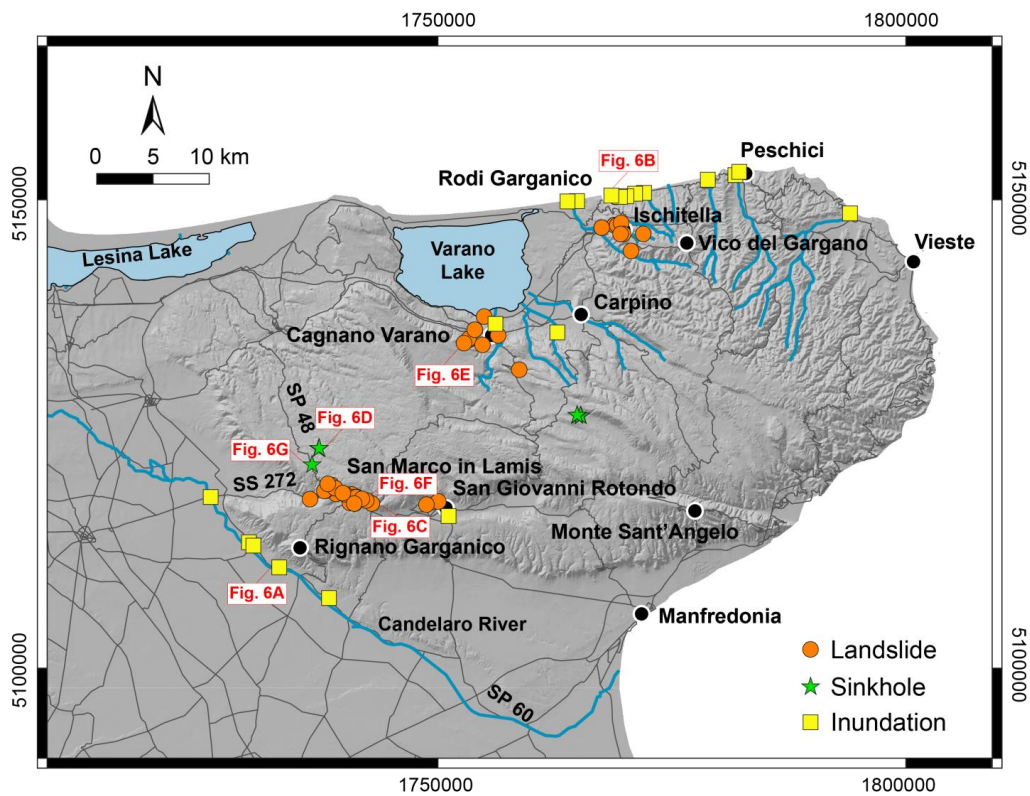 1750000
1800000
N
0 5 10 km
Peschici
Fig. 6B
Rodi Garganico
5150000
5150000
Ischitella
Vico del Gargano
Vieste
Lesina Lake
Varano
Lake
Carpino
Cagnano Varano
Fig. 6E
SP 48
Fig. 6D
Fig. 6G
San Marco in Lamis
SS 272
Fig. 6F
San Giovanni Rotondo
Fig. 6C
Monte Sant'Angelo
Rignano Garganico
Fig. 6A
Candelaro River
Manfredonia
Landslide
5100000
5100000
Sinkhole
SP 60
Inundation
1750000
1800000